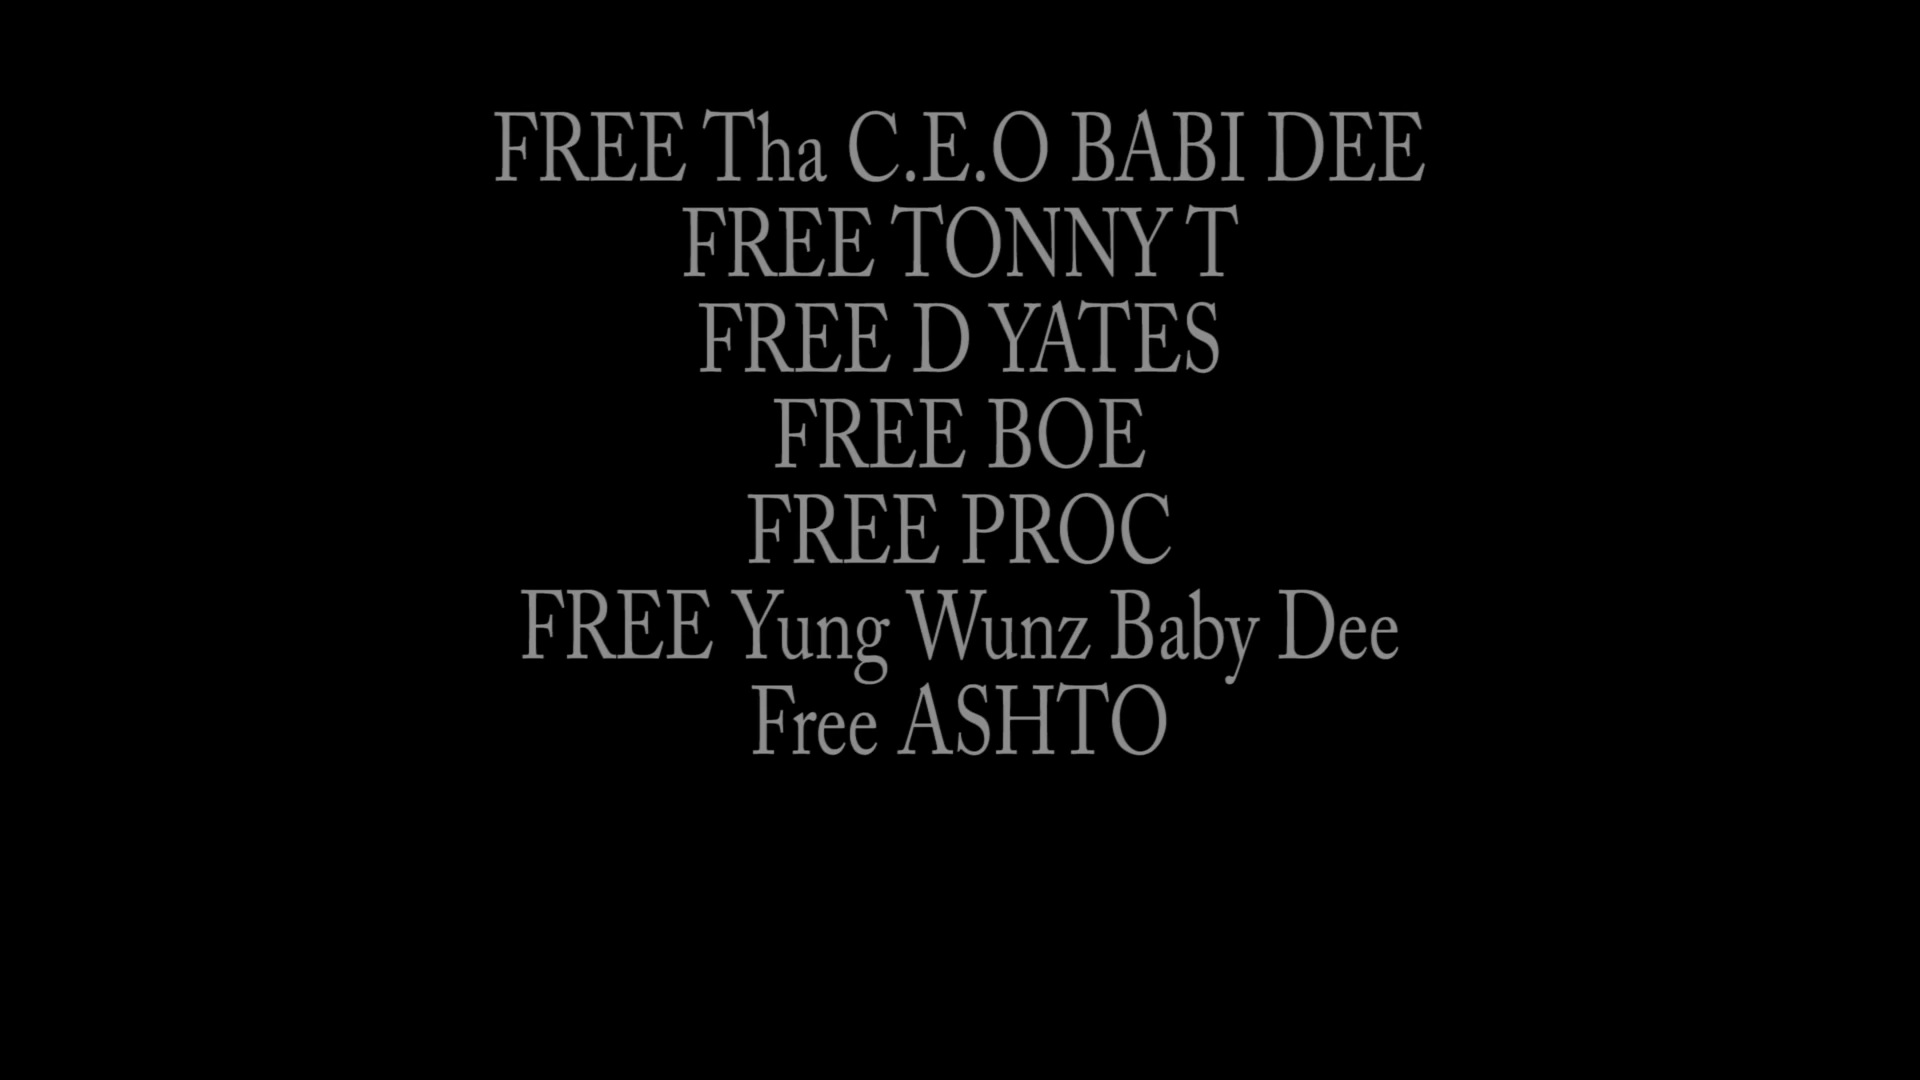 FREE Tha C.E.O BABI DEE
FREE TONNY T
FREE D YATES
FREE BOE
FREE PROC
FREE Yung Wunz Baby Dee
Free ASHTO